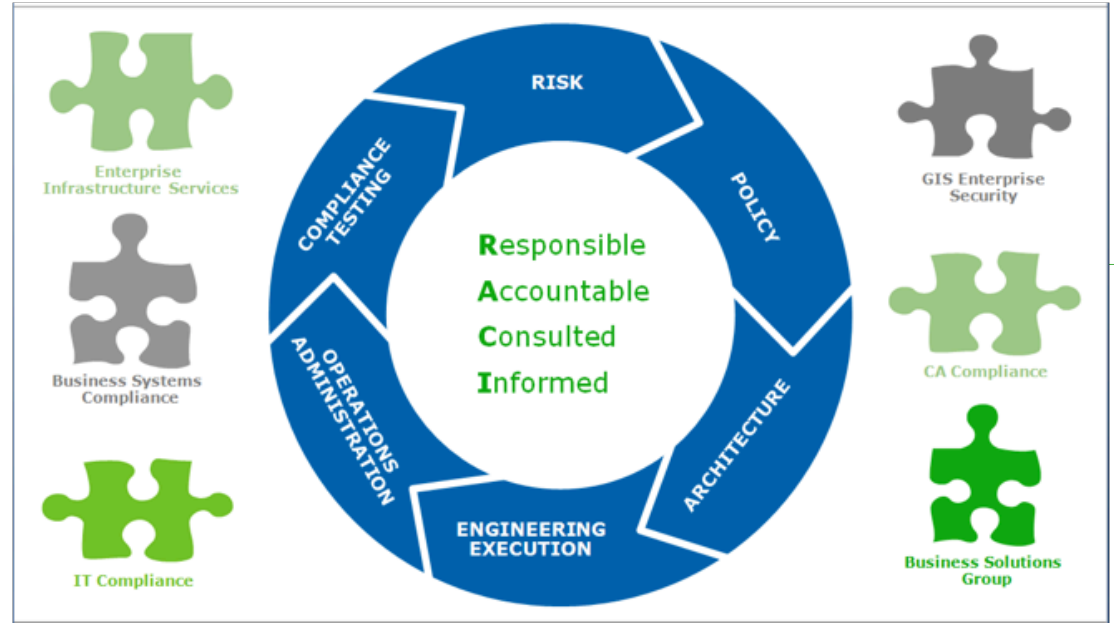 Enterprise
Infrastructure Services
Business Systems
Compliance
IT Compliance
RISK
POLICY
ARCHITECTURE
ENGINEERING
EXECUTION
OPERATIONS
ADMINISTRATION
COMPLIANCE
TESTING
Responsible
Accountable
Consulted
Informed
GIS Enterprise
Security
CA Compliance
Business Solutions
Group